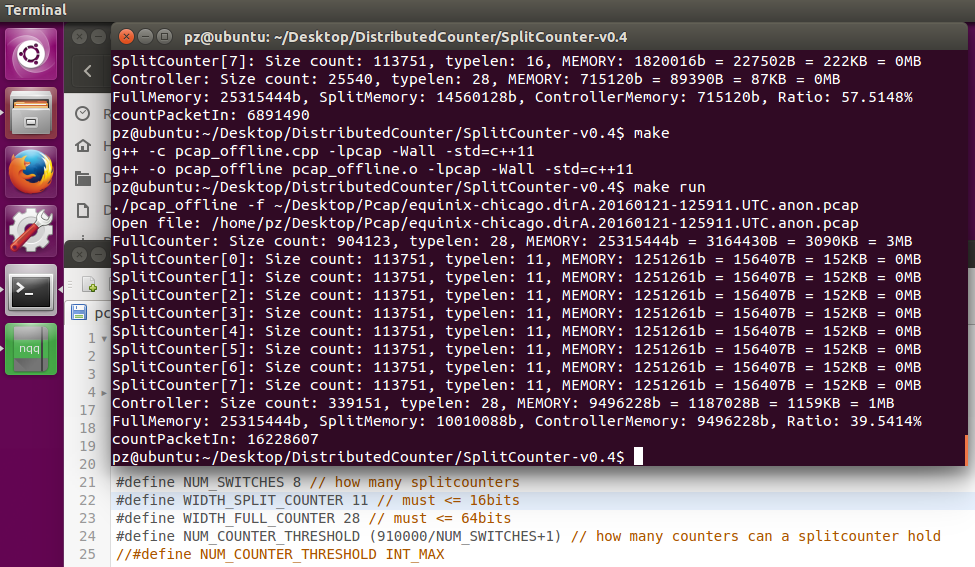 Terminal
pz@ubuntu: ~/Desktop/DistributedCounter/SplitCounter-v0.4
SplitCounter[7]: Size count: 113751, typelen: 16, MEMORY: 1820016b = 227502B = 222KB = 0MB
Controller: Size count: 25540, typelen: 28, MEMORY: 715120b = 89390B = 87KB = 0MB
FullMemory: 25315444b, SplitMemory: 14560128b, ControllerMemory: 715120b, Ratio: 57.5148%
countPacketIn: 6891490
pz@ubuntu:~/Desktop/DistributedCounter/SplitCounter-v0.4$ make
g++ -c pcap_offline.cpp -lpcap -Wall -std=c++11
g++ -o pcap_offline pcap_offline.o -lpcap -Wall -std=c++11
pz@ubuntu:~/Desktop/DistributedCounter/SplitCounter-v0.4$ make run
./pcap_offline -f ~/Desktop/Pcap/equinix-chicago.dirA.20160121-125911.UTC.anon.pcap
Open file: /home/pz/Desktop/Pcap/equinix-chicago.dirA.20160121-125911.UTC.anon.pcap
FullCounter: Size count: 904123, typelen: 28, MEMORY: 25315444b = 3164430B = 3090KB = 3MB
SplitCounter[0]: Size count: 113751, typelen: 11, MEMORY: 1251261b = 156407B = 152KB = 0MB
SplitCounter[1]: Size count: 113751, typelen: 11, MEMORY: 1251261b = 156407B = 152KB = 0MB
SplitCounter[2]: Size count: 113751, typelen: 11, MEMORY: 1251261b = 156407B = 152KB = 0MB
SplitCounter[3]: Size count: 113751, typelen: 11, MEMORY: 1251261b = 156407B = 152KB = 0MB
SplitCounter[4]: Size count: 113751, typelen: 11, MEMORY: 1251261b = 156407B = 152KB = 0MB
SplitCounter[5]: Size count: 113751, typelen: 11, MEMORY: 1251261b = 156407B = 152KB = 0MB
SplitCounter[6]: Size count: 113751, typelen: 11, MEMORY: 1251261b = 156407B = 152KB = 0MB
SplitCounter[7]: Size count: 113751, typelen: 11, MEMORY: 1251261b = 156407B = 152KB = 0MB
Controller: Size count: 339151, typelen: 28, MEMORY: 9496228b = 1187028B = 1159KB = 1MB
FullMemory: 25315444b, SplitMemory: 10010088b, ControllerMemory: 9496228b, Ratio: 39.5414%
countPacketIn: 16228607
pz@ubuntu:~/Desktop/DistributedCounter/SplitCounter-v0.4$
nqq
1
2
3
4
17
18
19
20
21 #define NUM_SWITCHES 8 // how many splitcounters
22 #define WIDTH_SPLIT_COUNTER 11 // must <= 16bits
23 #define WIDTH_FULL_COUNTER 28 // must <= 64bits
24 #define NUM_COUNTER_THRESHOLD (910000/NUM_SWITCHES+1) // how many counters can a splitcounter hold
25 //#define NUM_COUNTER_THRESHOLD INT_MAX